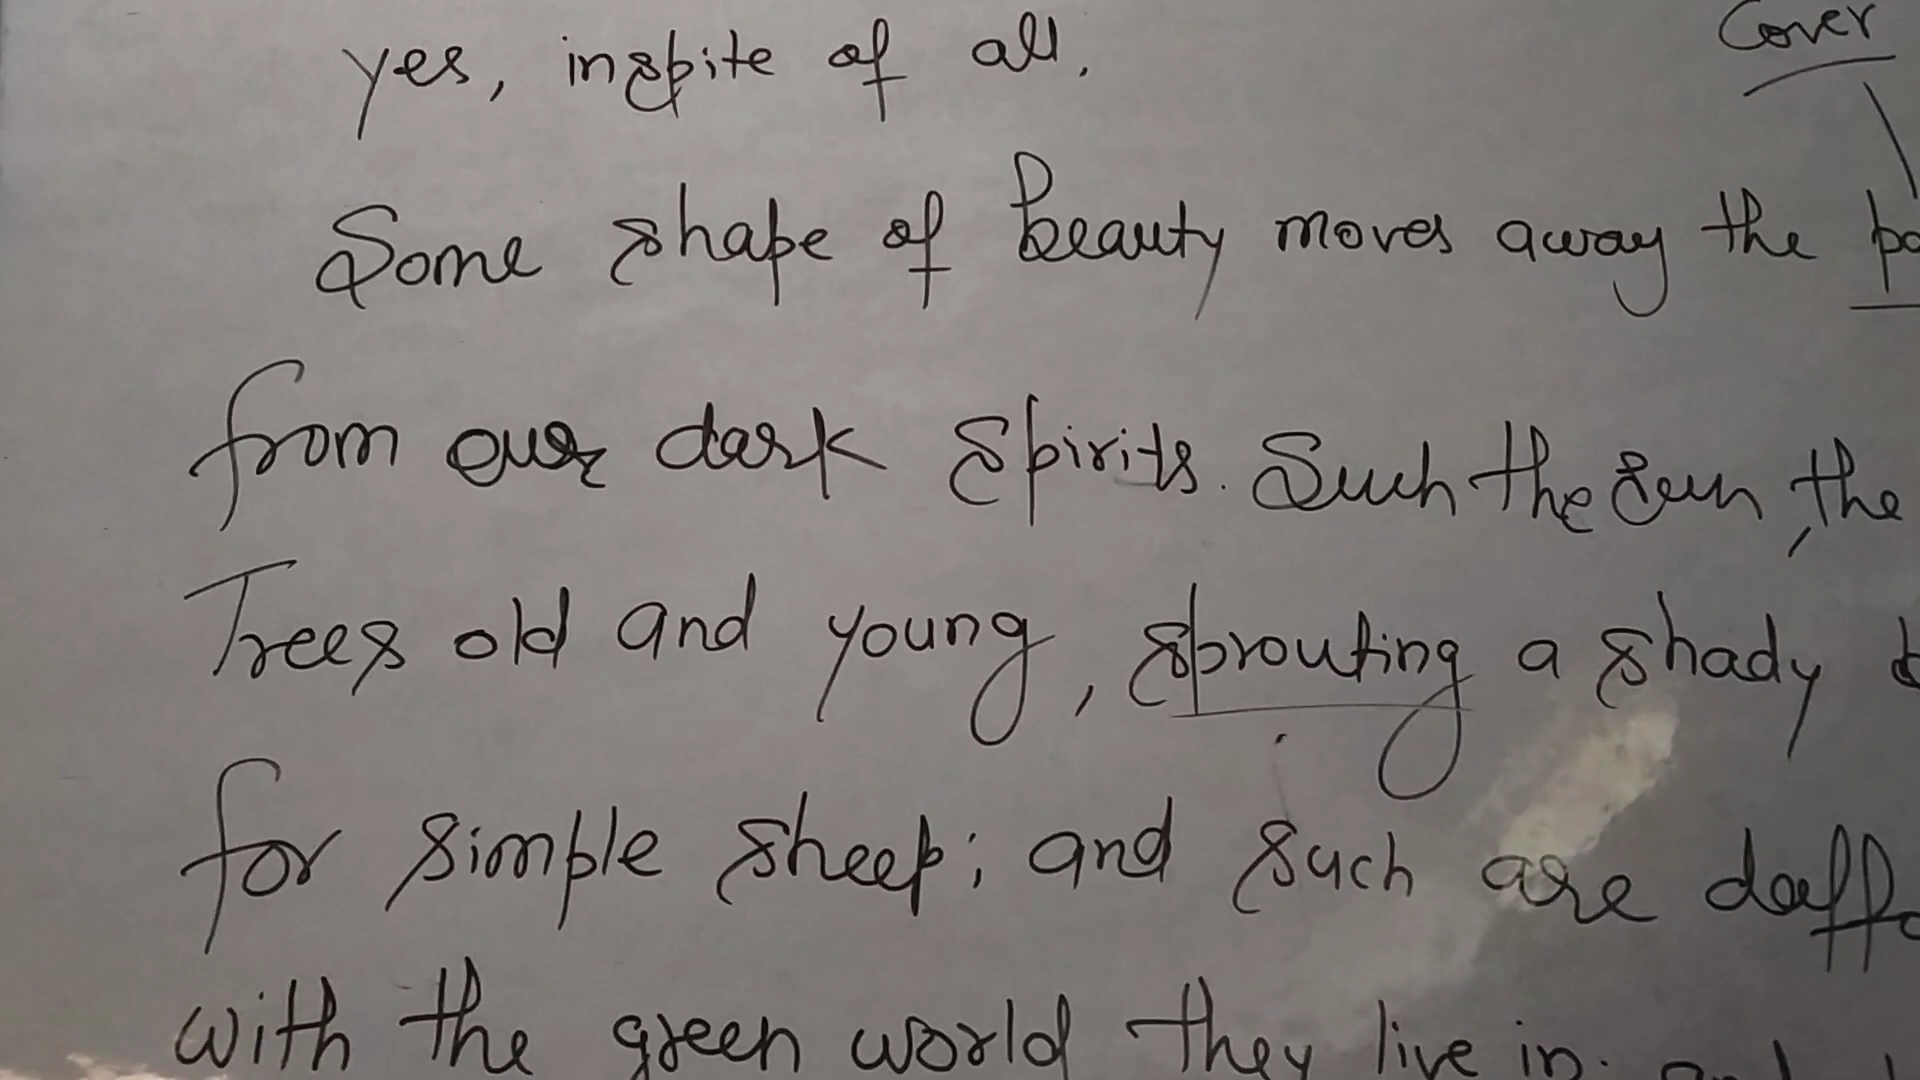 Cover
yes, inspite of all,
Some shape of Beauty moves away the
from our dark Spirits. Such the sun, the
Trees old and young, sprouting a shady
for simple sheep; and such are
with the green world they live in.